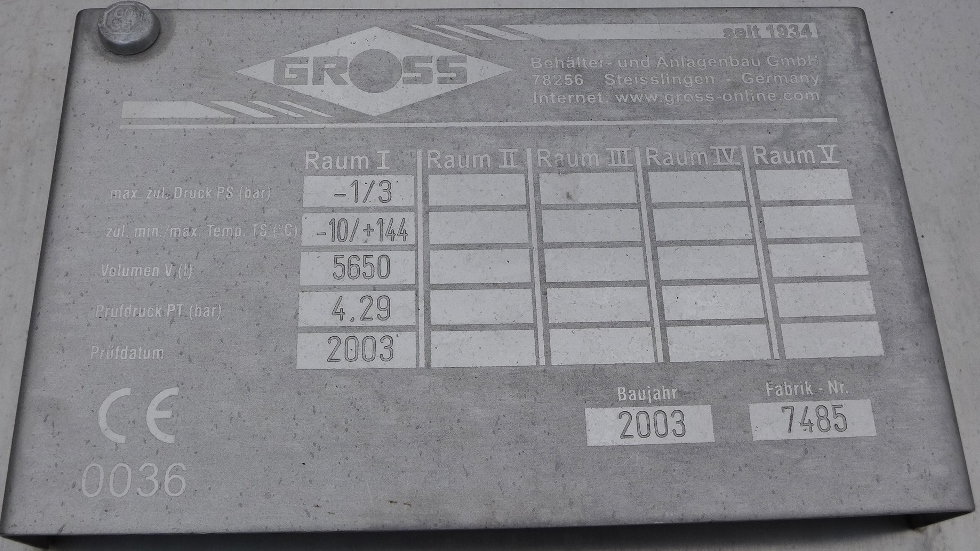 GROSS
seit 1934
Behälter- und Anlagenbau GmbH
78256 Steisslingen - Germany
Internet: www.gross-online.com
Raum I Raum II Raum III Raum IV Raum V
max. zul. Druck PS (bar) -1/3
zul. min. max. Temp. TS (°C) -10/+144
Volumen V (l) 5650
Prüfdruck PT (bar) 4.29
Prüfdatum 2003
Baujahr Fabrik - Nr.
2003 7485
CE
0036